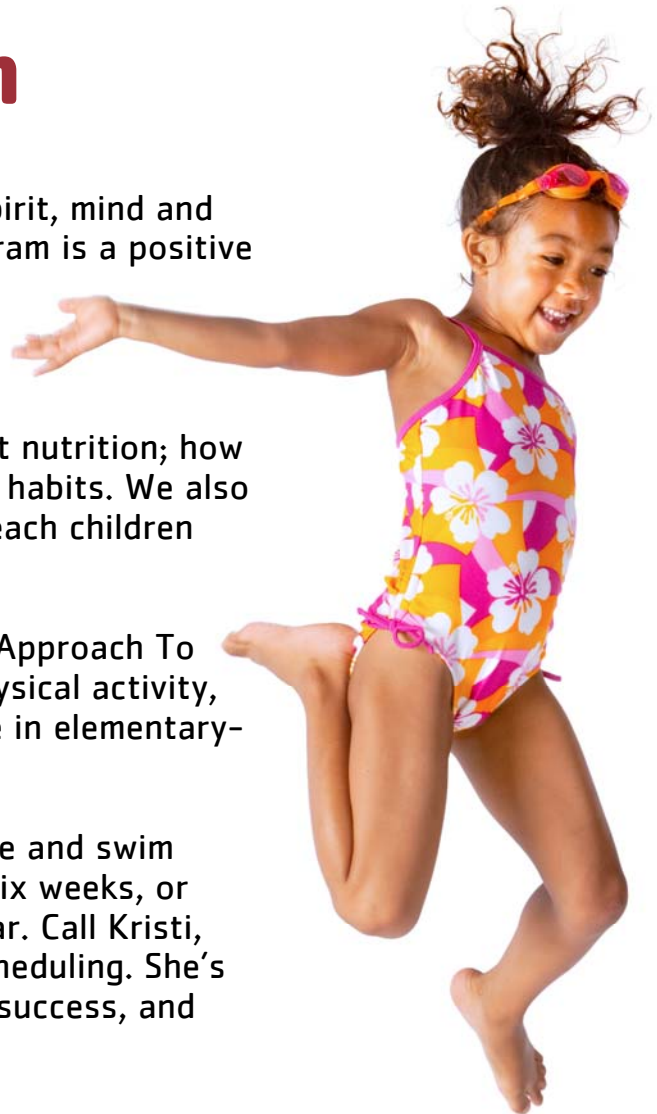 pirit, mind and
ram is a positive
t nutrition; how
habits. We also
each children
Approach To
ysical activity,
e in elementary-
e and swim
ix weeks, or
ar. Call Kristi,
heduling. She’s
success, and